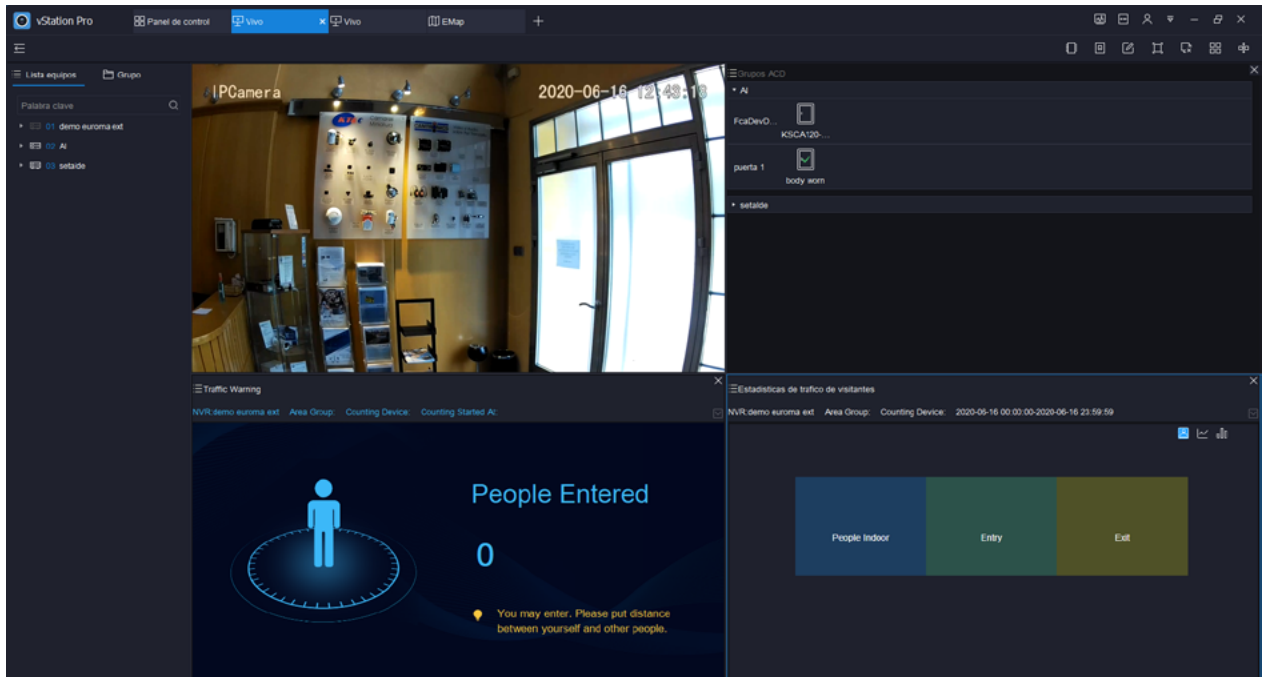 vStation Pro
Panel de control
Vivo
Vivo
EMap
Lista equipos
Grupo
Palabra clave
01 demo euroma ext
02 AI
03 setaide
IPCamera
2020-06-16 12:43:18
KTEC
Grupos ACD
AI
FcaDevD...
KSCA120-...
puerta 1
body worn
setaide
Traffic Warning
NVR:demo euroma ext Area Group: Counting Device: Counting Started At:
People Entered
0
You may enter. Please put distance
between yourself and other people.
Estadisticas de trafico de visitantes
NVR:demo euroma ext Area Group: Counting Device: 2020-06-16 00:00:00-2020-06-16 23:59:59
People Indoor
Entry
Exit